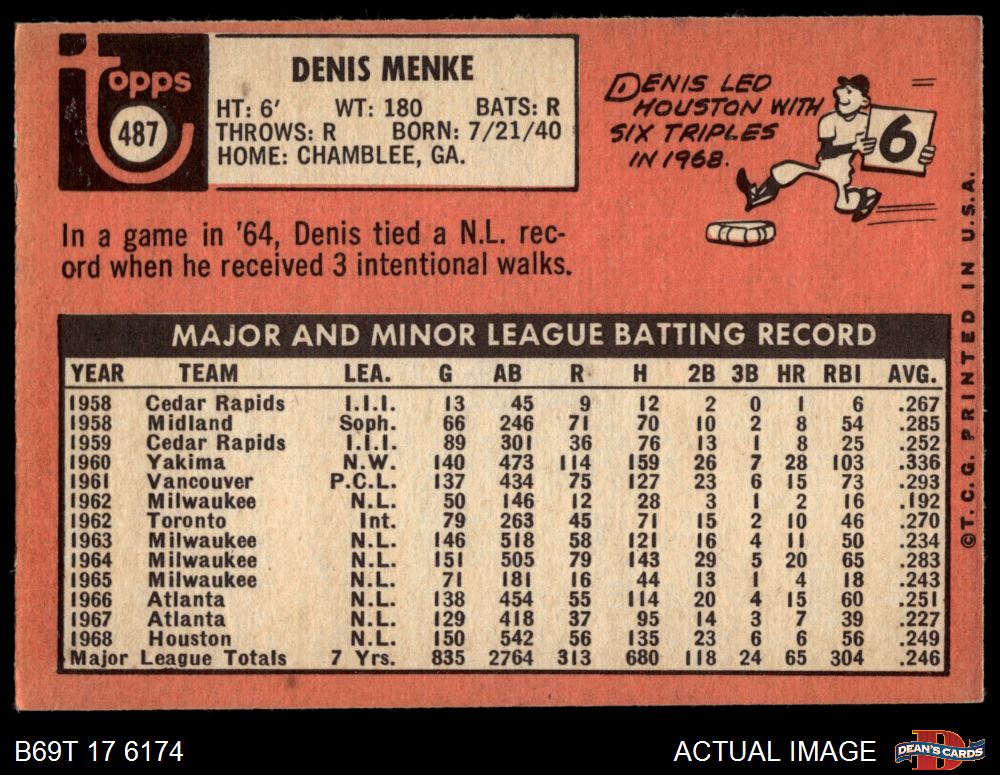 Topps
487
DENIS MENKE
HT: 6' WT: 180 BATS: R
THROWS: R BORN: 7/21/40
HOME: CHAMBLEE, GA.
DENIS LED
HOUSTON WITH
SIX TRIPLES
IN 1968.
6
In a game in '64, Denis tied a N.L. rec-
ord when he received 3 intentional walks.
MAJOR AND MINOR LEAGUE BATTING RECORD
YEAR TEAM LEA. G AB R H 2B 3B HR RBI AVG.
1958 Cedar Rapids I.I.I. 13 45 9 12 2 0 1 6 .267
1958 Midland Soph. 66 246 71 70 10 2 8 54 .285
1959 Cedar Rapids I.I.I. 89 301 36 76 13 1 8 25 .252
1960 Yakima N.W. 140 473 114 159 26 7 28 103 .336
1961 Vancouver P.C.L. 137 434 75 127 23 6 15 73 .293
1962 Milwaukee N.L. 50 146 12 28 3 1 2 16 .192
1962 Toronto Int. 79 263 45 71 15 2 10 46 .270
1963 Milwaukee N.L. 146 518 58 121 16 4 11 50 .234
1964 Milwaukee N.L. 151 505 79 143 29 5 20 65 .283
1965 Milwaukee N.L. 71 181 16 44 13 1 4 18 .243
1966 Atlanta N.L. 138 454 55 114 20 4 15 60 .251
1967 Atlanta N.L. 129 418 37 95 14 3 7 39 .227
1968 Houston N.L. 150 542 56 135 23 6 6 56 .249
Major League Totals 7 Yrs. 835 2764 313 680 118 24 65 304 .246
©T.C.G. PRINTED IN U.S.A.
B69T 17 6174
ACTUAL IMAGE
DEAN'S CARDS